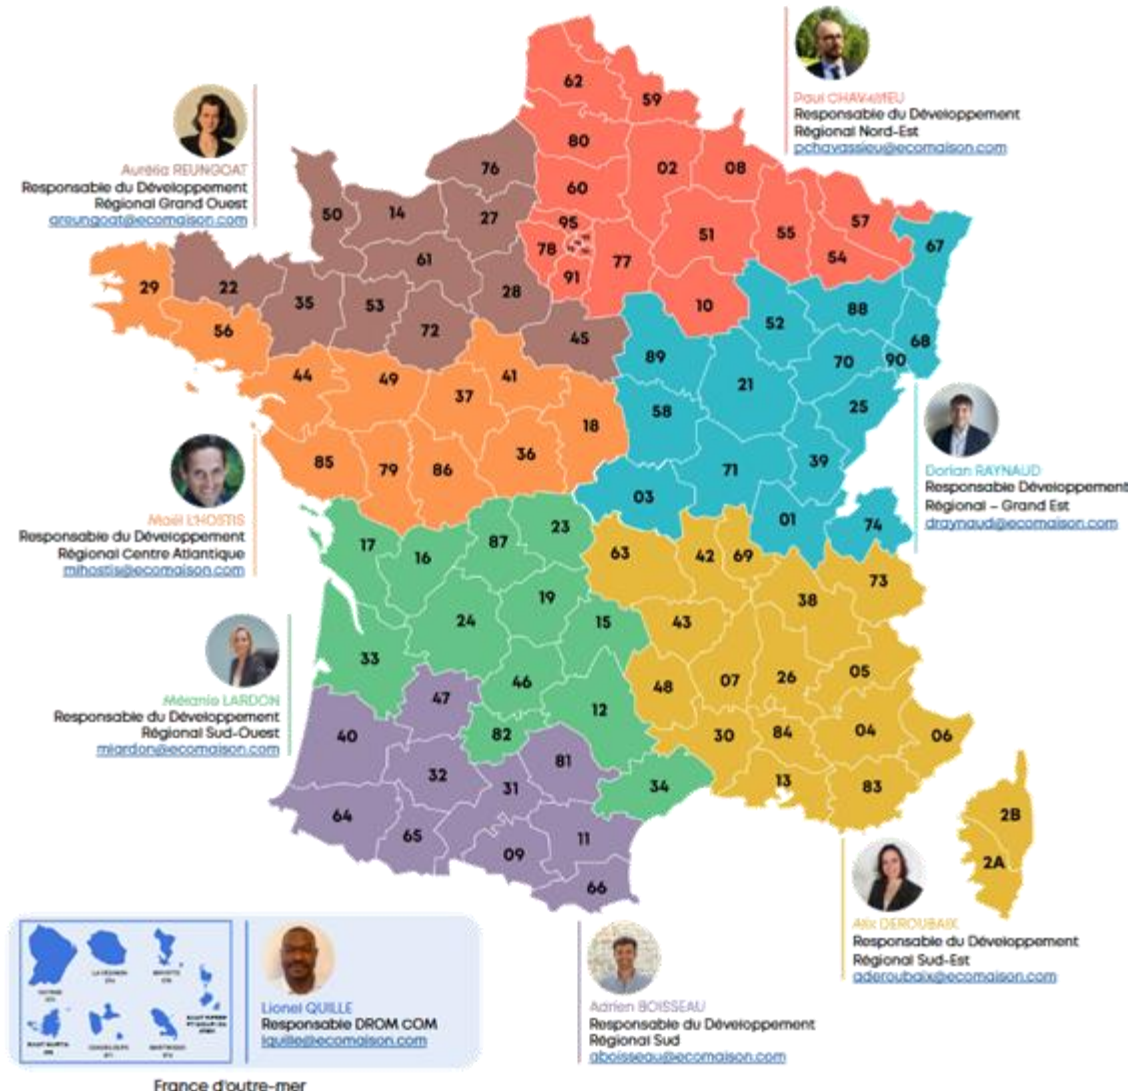 Paul CHAVASSIEU
Responsable du Développement
Régional Nord-Est
pchavassieu@ecomaison.com
Aurélia REUNGOAT
Responsable du Développement
Régional Grand Ouest
areungoat@ecomaison.com
62
59
80
02
08
76
60
50
14
27
95
51
55
57
67
78
77
54
61
91
29
22
28
10
88
35
53
52
56
72
45
68
89
70
90
44
49
41
21
37
25
58
18
85
79
86
36
71
39
03
01
74
Dorian RAYNAUD
Responsable Développement
Régional – Grand Est
draynaud@ecomaison.com
Maël L'HOSTIS
Responsable du Développement
Régional Centre Atlantique
mlhostis@ecomaison.com
17
16
87
23
63
42
69
73
38
24
19
15
43
33
46
48
07
26
05
47
12
40
82
30
84
04
06
32
31
81
34
13
83
64
65
09
11
66
2B
2A
Mélanie LARDON
Responsable du Développement
Régional Sud-Ouest
mlardon@ecomaison.com
Alix DEROUBAIX
Responsable du Développement
Régional Sud-Est
aderoubaix@ecomaison.com
LA RÉUNION
MAYOTTE
GUADELOUPE
MARTINIQUE
Lionel QUILLE
Responsable DROM COM
lquille@ecomaison.com
Adrien BOISSEAU
Responsable du Développement
Régional Sud
aboisseau@ecomaison.com
France d'outre-mer